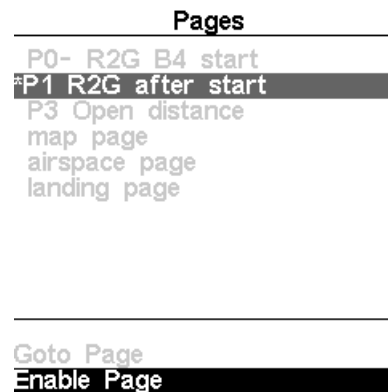 Pages
P0- R2G B4 start
*P1 R2G after start
P3 Open distance
map page
airspace page
landing page
Goto Page
Enable Page